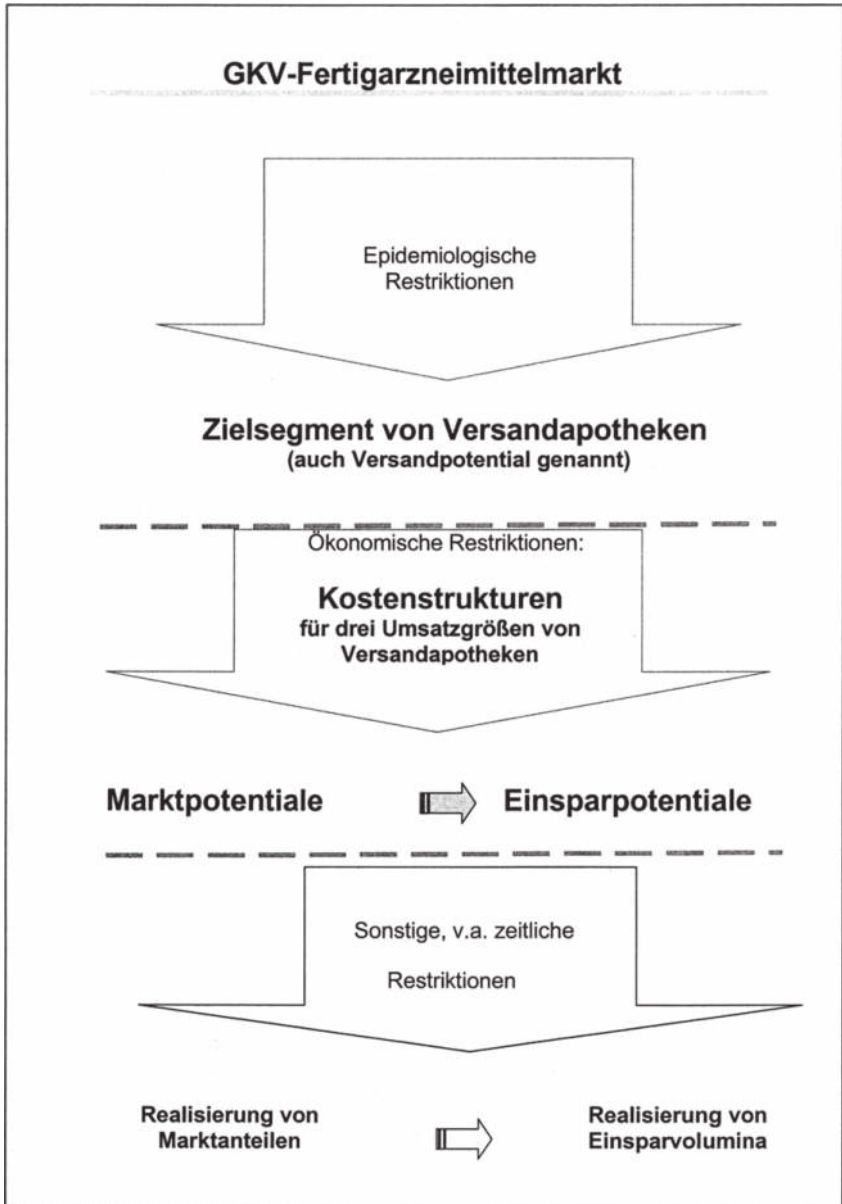 GKV-Fertigarzneimittelmarkt
Epidemiologische
Restriktionen
Zielsegment von Versandapotheken
(auch Versandpotential genannt)
Ökonomische Restriktionen:
Kostenstrukturen
für drei Umsatzgrößen von
Versandapotheken
Marktpotentiale
Einsparpotentiale
Sonstige, v.a. zeitliche
Restriktionen
Realisierung von
Marktanteilen
Realisierung von
Einsparvolumina